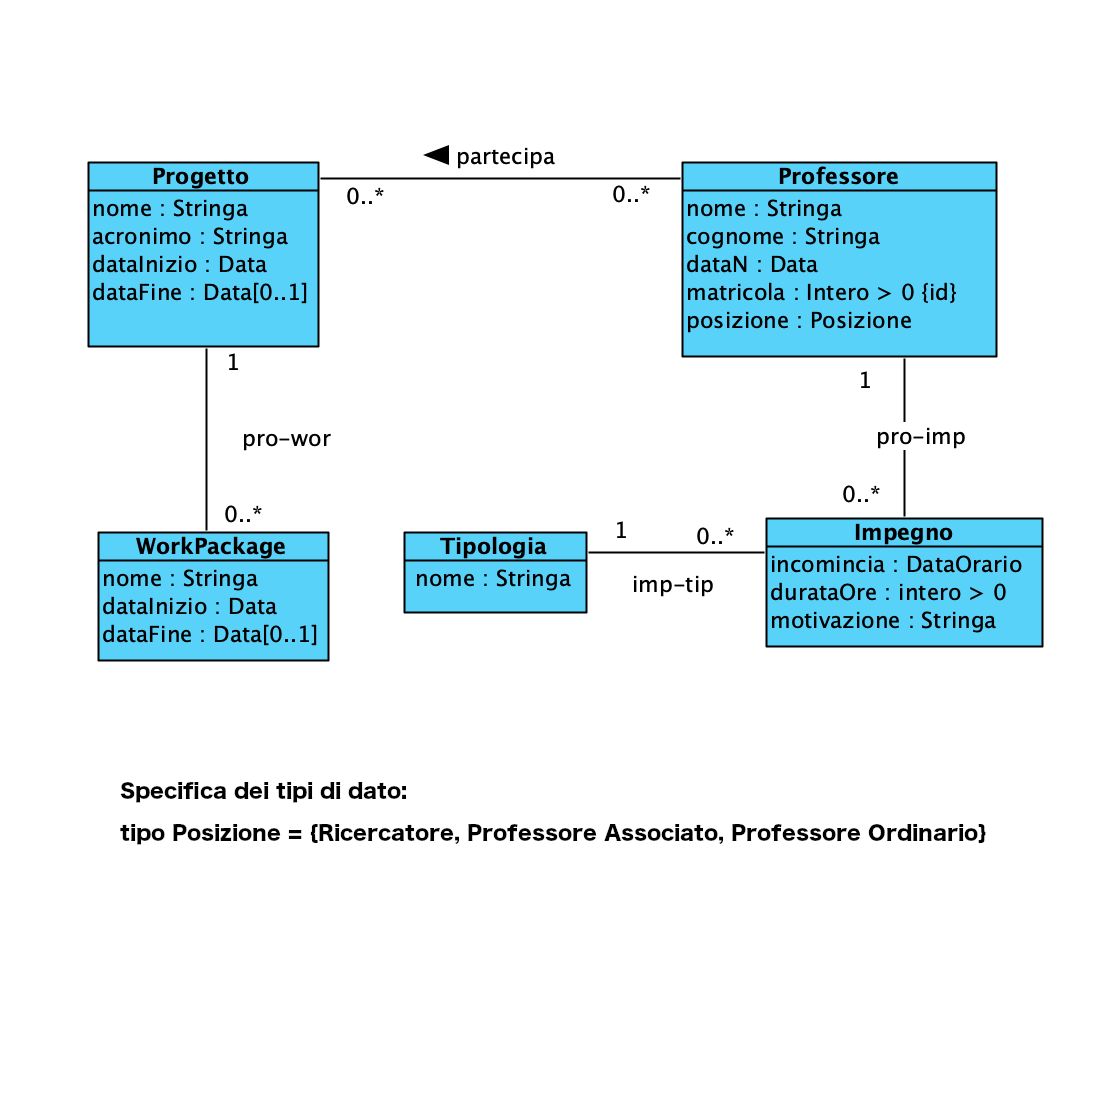 partecipa
Progetto
nome : Stringa
acronimo : Stringa
dataInizio : Data
dataFine : Data[0..1]
0..*
0..*
Professore
nome : Stringa
cognome : Stringa
dataN : Data
matricola : Intero > 0 {id}
posizione : Posizione
1
pro-wor
0..*
1
pro-imp
0..*
WorkPackage
nome : Stringa
dataInizio : Data
dataFine : Data[0..1]
Tipologia
nome : Stringa
1
0..*
imp-tip
Impegno
incomincia : DataOrario
durataOre : intero > 0
motivazione : Stringa
Specifica dei tipi di dato:
tipo Posizione = {Ricercatore, Professore Associato, Professore Ordinario}